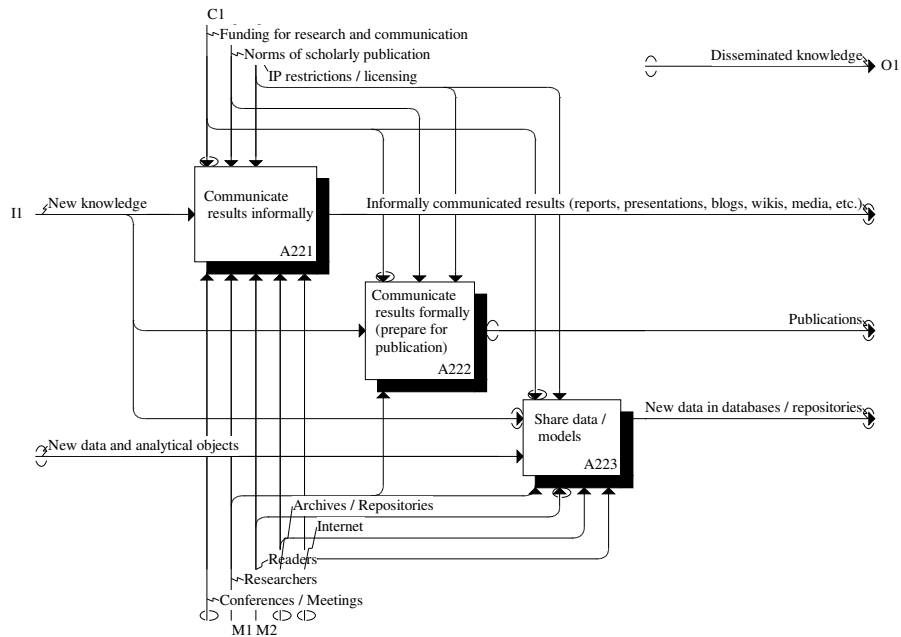 C1
Funding for research and communication
Norms of scholarly publication
IP restrictions / licensing
Disseminated knowledge
O1
I1
New knowledge
Communicate
results informally
A221
Informally communicated results (reports, presentations, blogs, wikis, media, etc.)
Communicate
results formally
(prepare for
publication)
A222
Publications
Share data /
models
A223
New data in databases / repositories
New data and analytical objects
Archives / Repositories
Internet
Readers
Researchers
Conferences / Meetings
M1 M2